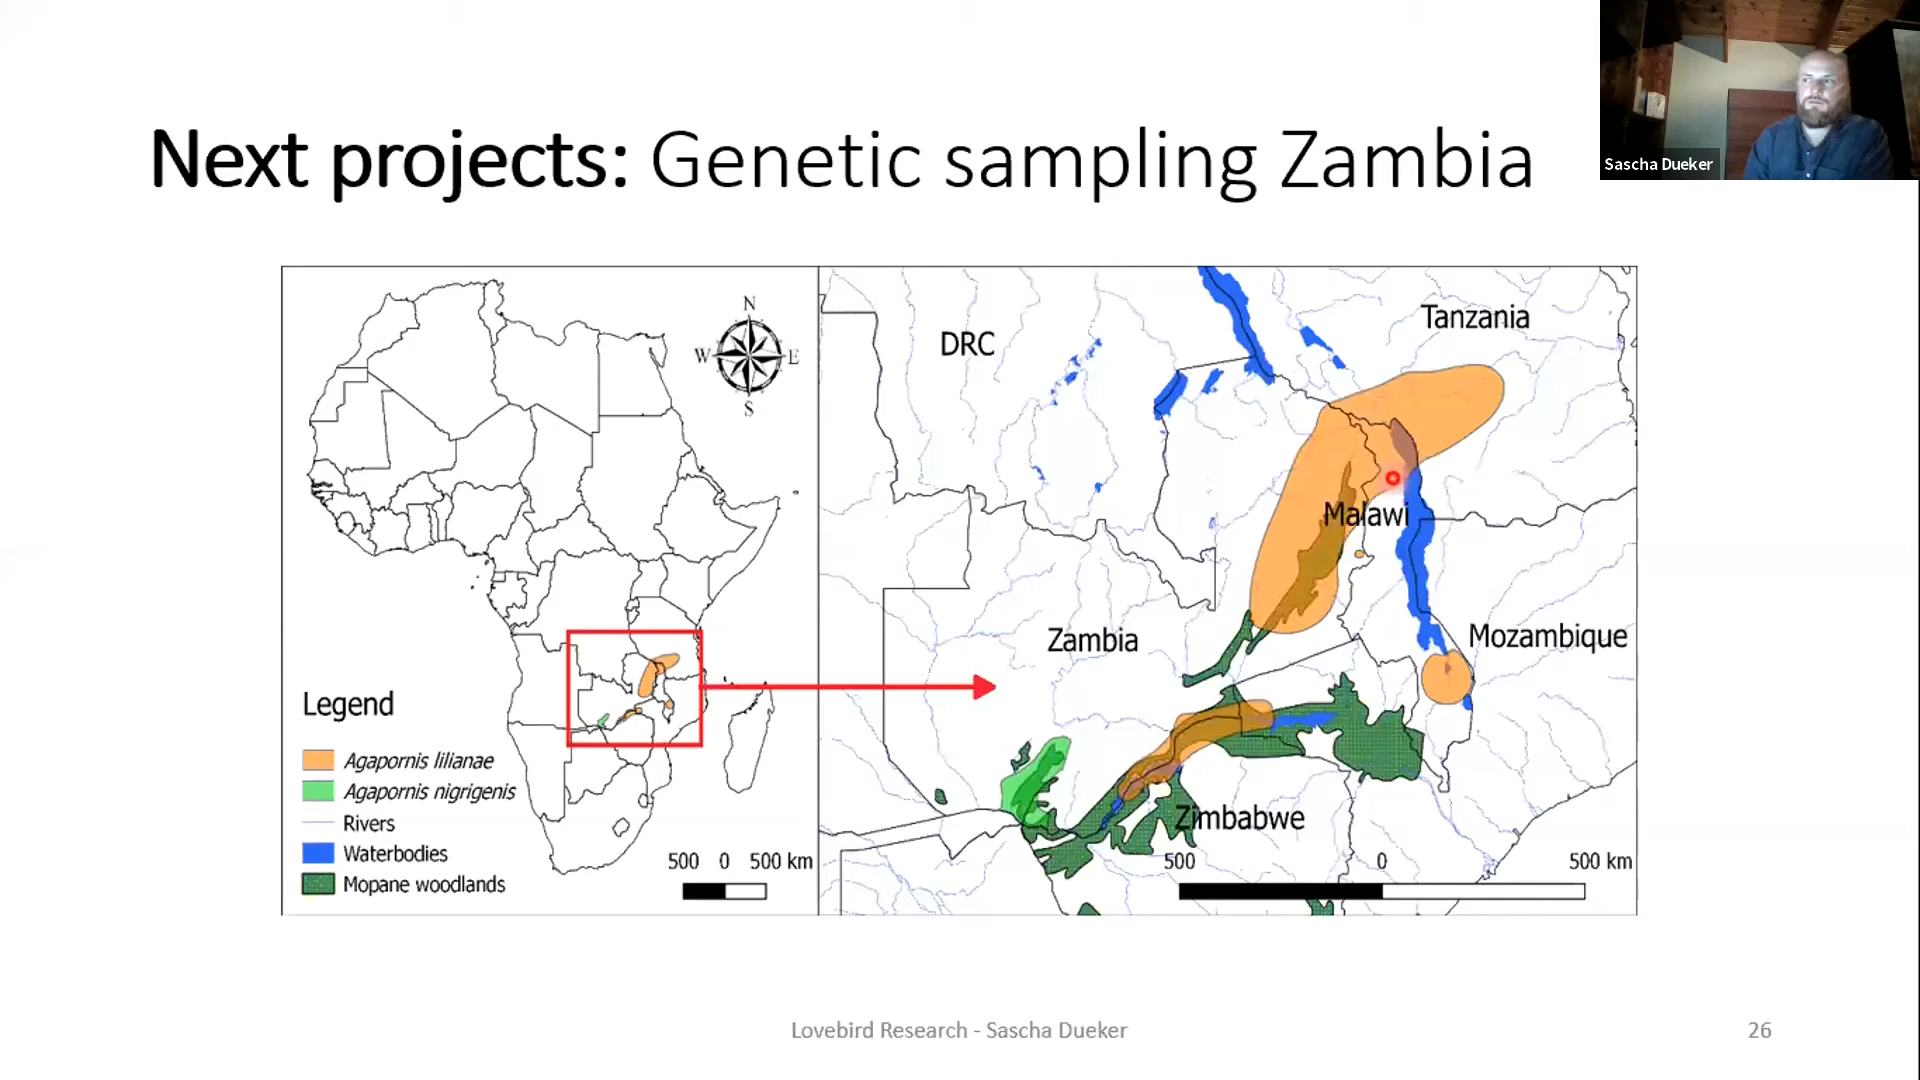 Next projects: Genetic sampling Zambia
Sascha Dueker
N
W
E
S
Legend
Agapornis lilianae
Agapornis nigrigenis
Rivers
Waterbodies
Mopane woodlands
500 0 500 km
DRC
Tanzania
Malawi
Zambia
Mozambique
Zimbabwe
500 0 500 km
Lovebird Research - Sascha Dueker
26